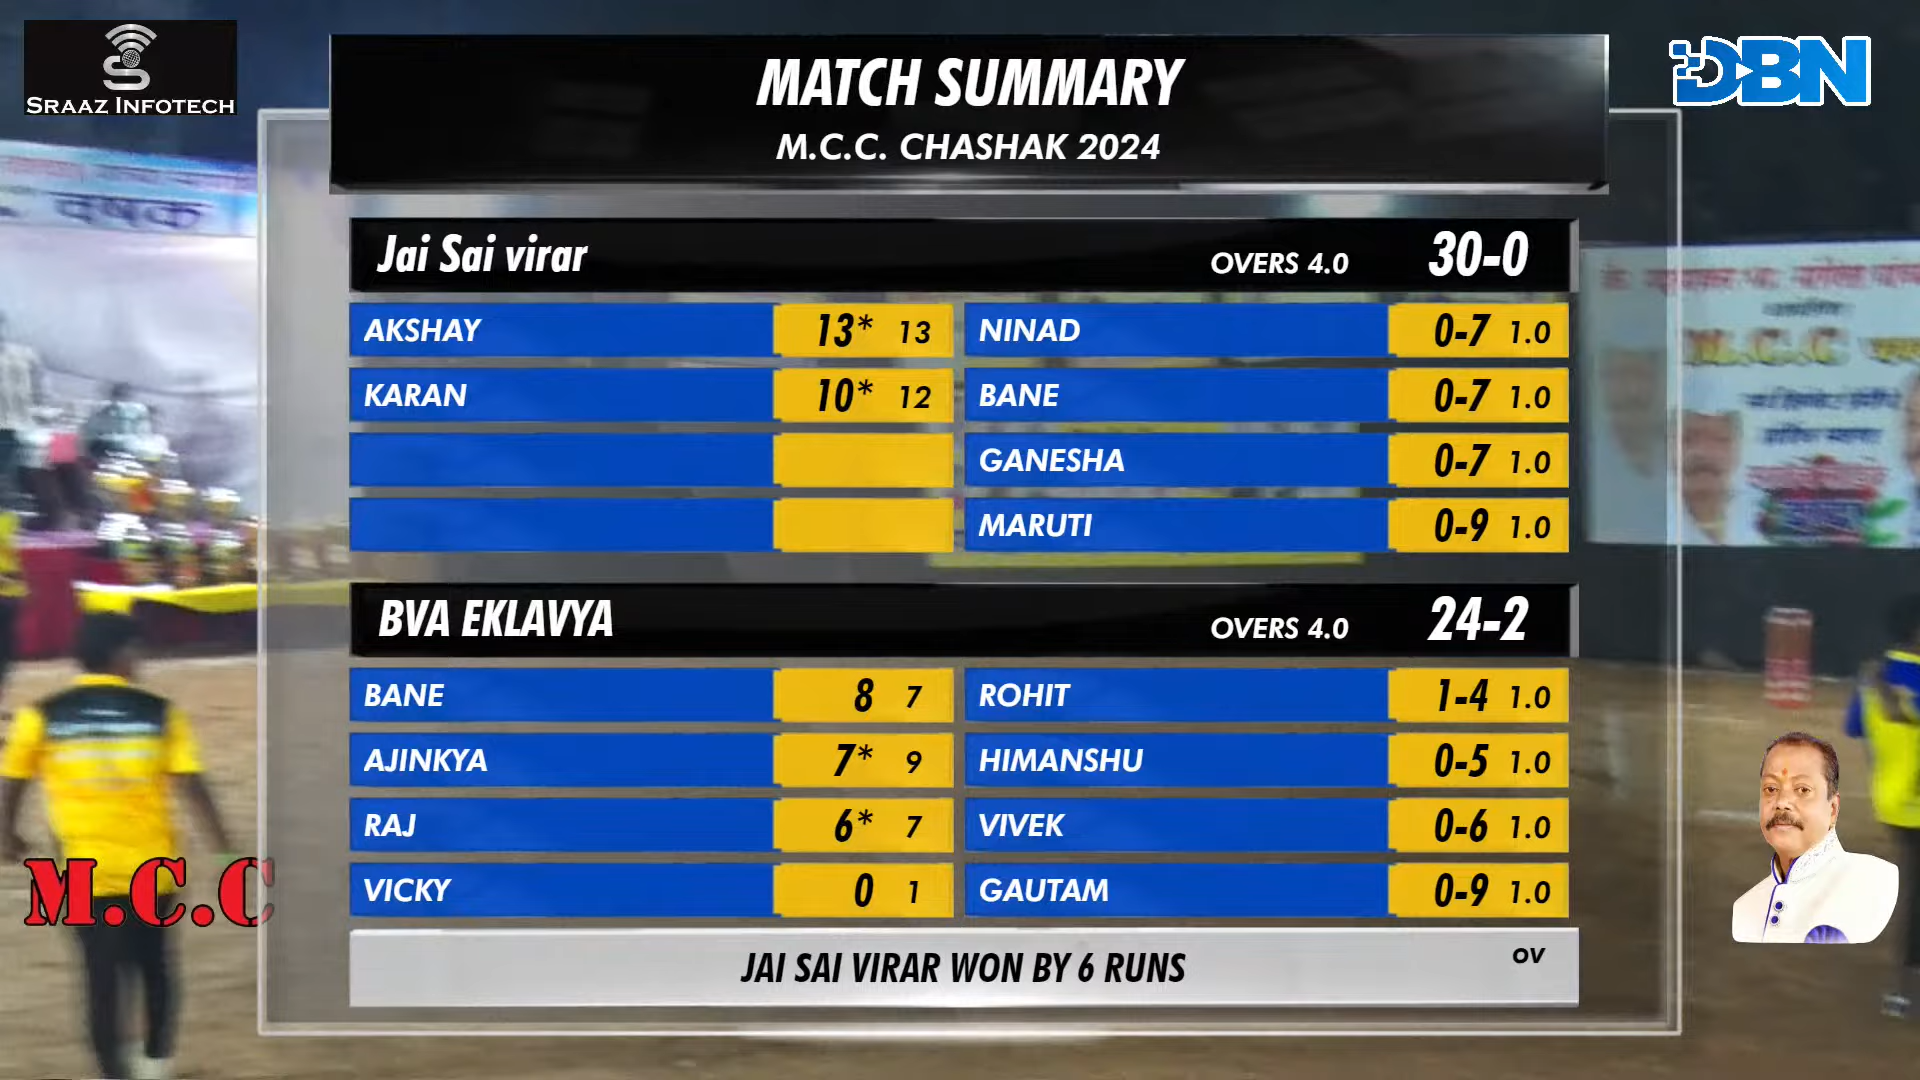 SRAAZ INFOTECH
DBN
MATCH SUMMARY
M.C.C. CHASHAK 2024
Jai Sai virar OVERS 4.0 30-0
AKSHAY 13* 13 NINAD 0-7 1.0
KARAN 10* 12 BANE 0-7 1.0
GANESHA 0-7 1.0
MARUTI 0-9 1.0
BVA EKLAVYA OVERS 4.0 24-2
BANE 8 7 ROHIT 1-4 1.0
AJINKYA 7* 9 HIMANSHU 0-5 1.0
RAJ 6* 7 VIVEK 0-6 1.0
VICKY 0 1 GAUTAM 0-9 1.0
JAI SAI VIRAR WON BY 6 RUNS OV
M.C.C
M.C.C